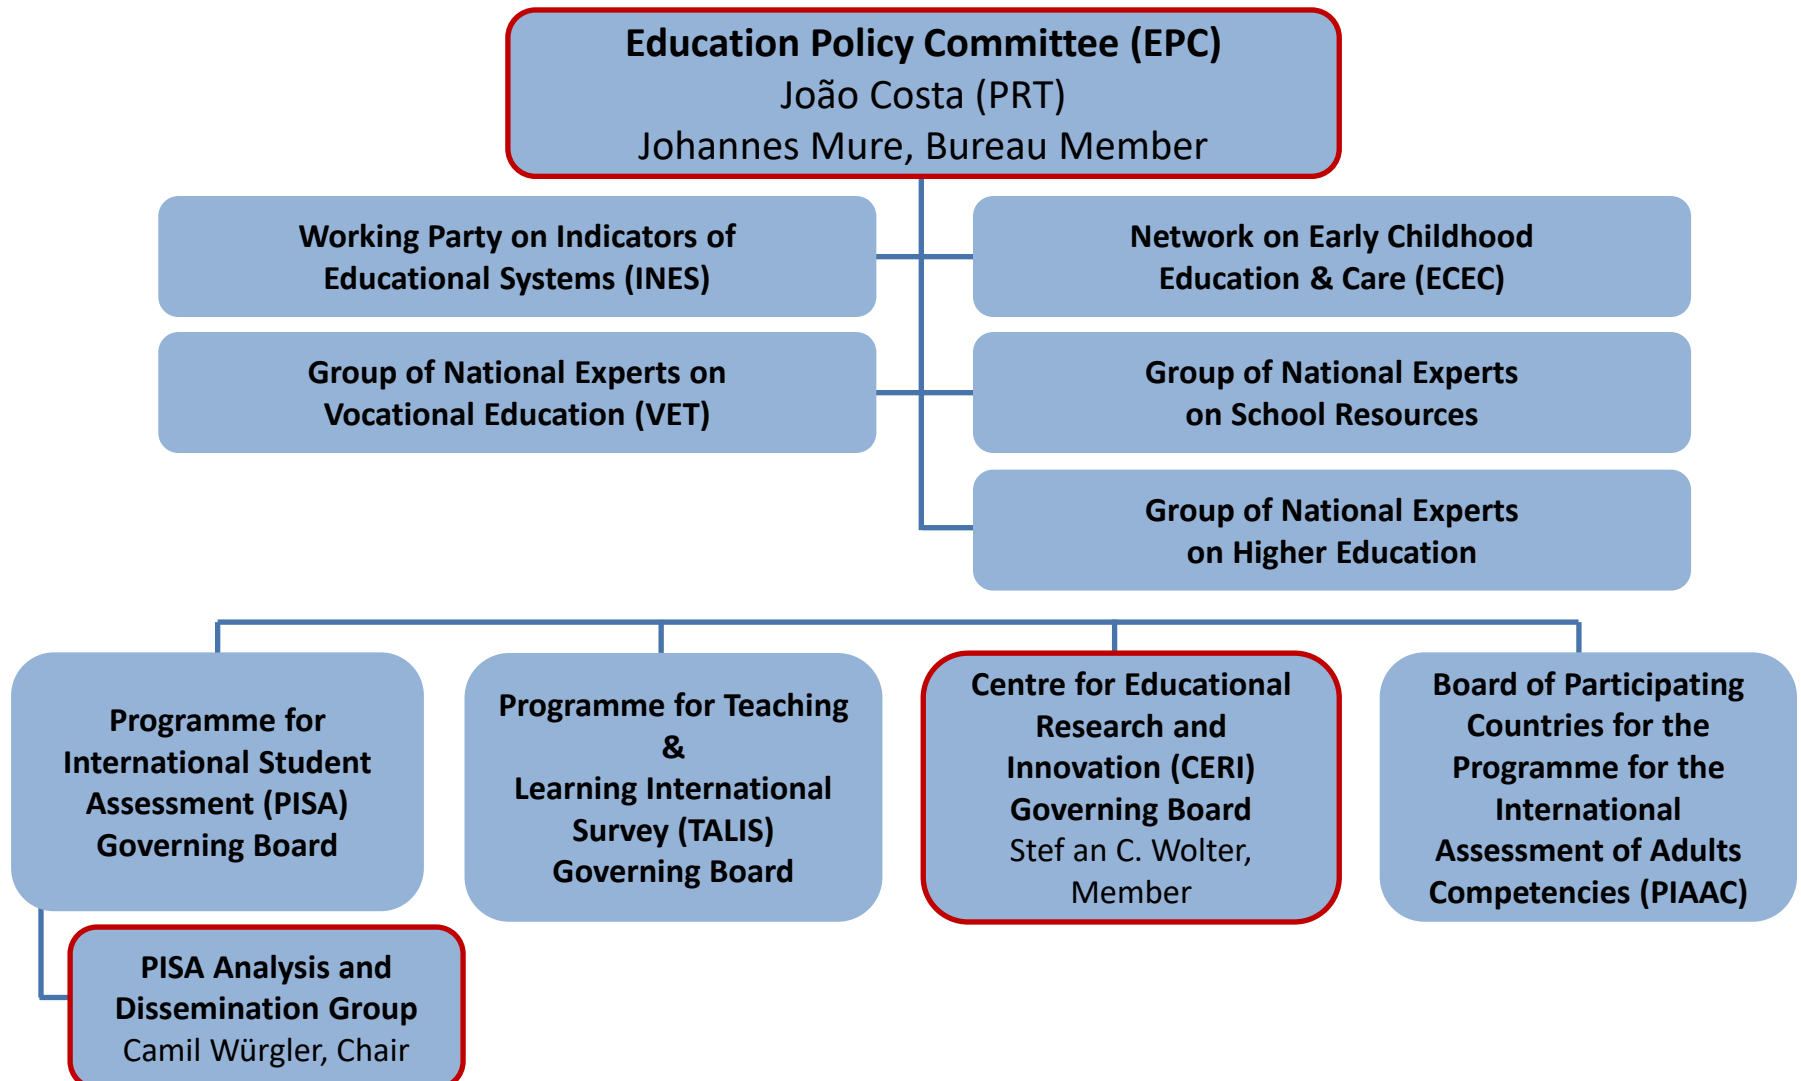 Education Policy Committee (EPC)
João Costa (PRT)
Johannes Mure, Bureau Member
Working Party on Indicators of
Educational Systems (INES)
Network on Early Childhood
Education & Care (ECEC)
Group of National Experts on
Vocational Education (VET)
Group of National Experts
on School Resources
Group of National Experts
on Higher Education
Programme for
International Student
Assessment (PISA)
Governing Board
Programme for Teaching
&
Learning International
Survey (TALIS)
Governing Board
Centre for Educational
Research and
Innovation (CERI)
Governing Board
Stef an C. Wolter,
Member
Board of Participating
Countries for the
Programme for the
International
Assessment of Adults
Competencies (PIAAC)
PISA Analysis and
Dissemination Group
Camil Würgler, Chair